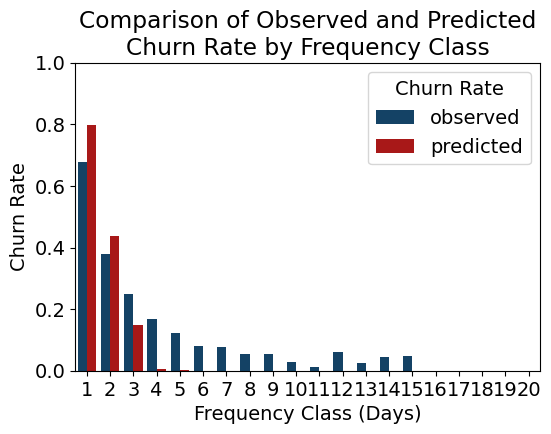 Comparison of Observed and Predicted
Churn Rate by Frequency Class
Churn Rate
observed
predicted
1.0
0.8
0.6
0.4
0.2
0.0
Churn Rate
1 2 3 4 5 6 7 8 9 10 11 12 13 14 15 16 17 18 19 20
Frequency Class (Days)